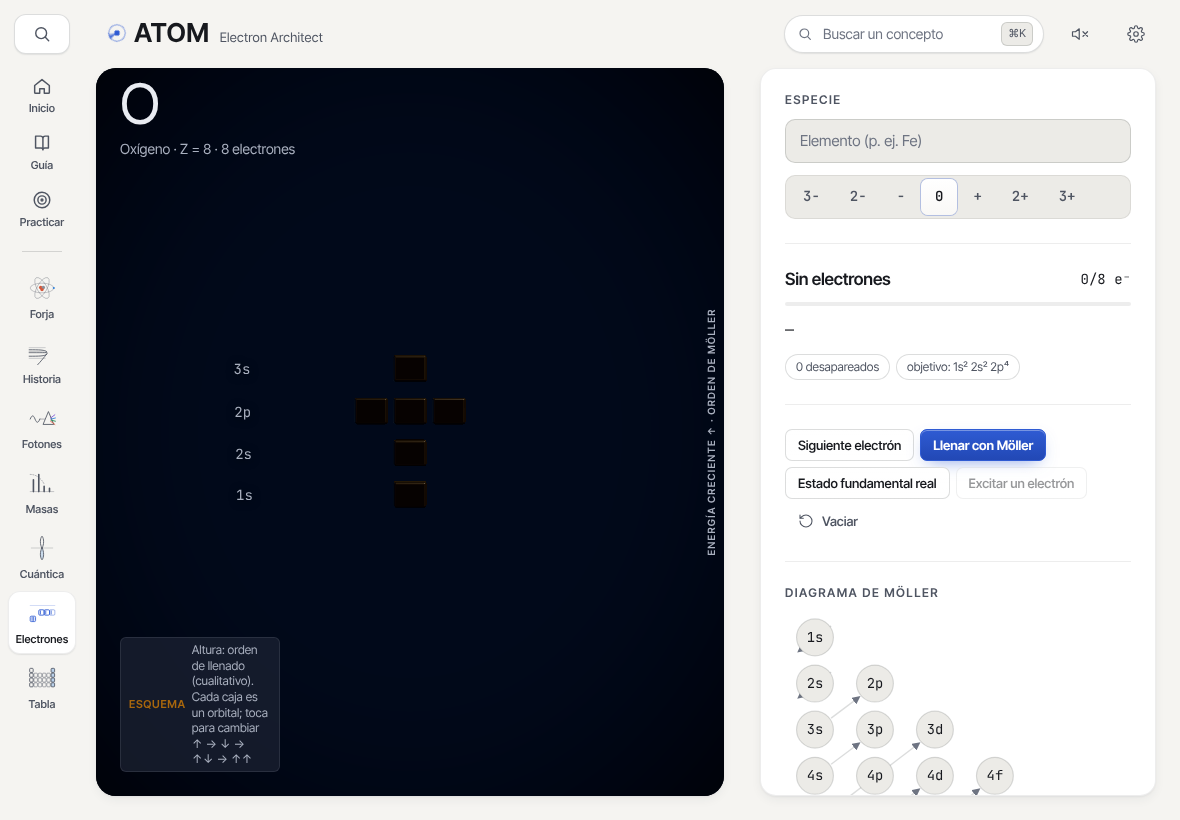 ATOM Electron Architect
Buscar un concepto ⌘K
Inicio
Guía
Practicar
Forja
Historia
Fotones
Masas
Cuántica
Electrones
Tabla
O
Oxígeno · Z = 8 · 8 electrones
3s
2p
2s
1s
ENERGÍA CRECIENTE ↑ · ORDEN DE MÖLLER
ESQUEMA
Altura: orden
de llenado
(cualitativo).
Cada caja es
un orbital; toca
para cambiar
↑ → ↓ →
↑↓ → ↑↑
ESPECIE
Elemento (p. ej. Fe)
3- 2- - 0 + 2+ 3+
Sin electrones 0/8 e⁻
—
0 desapareados objetivo: 1s² 2s² 2p⁴
Siguiente electrón Llenar con Möller
Estado fundamental real Excitar un electrón
Vaciar
DIAGRAMA DE MÖLLER
1s
2s 2p
3s 3p 3d
4s 4p 4d 4f